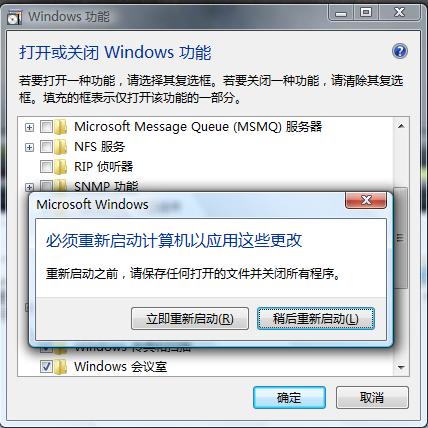 Windows 功能
打开或关闭 Windows 功能
若要打开一种功能，请选择其复选框。若要关闭一种功能，请清除其复选
框。填充的框表示仅打开该功能的一部分。
Microsoft Message Queue (MSMQ) 服务器
NFS 服务
RIP 侦听器
SNMP 功能
Microsoft Windows
必须重新启动计算机以应用这些更改
重新启动之前，请保存任何打开的文件并关闭所有程序。
立即重新启动(R)
稍后重新启动(L)
Windows
Windows 会议室
确定
取消